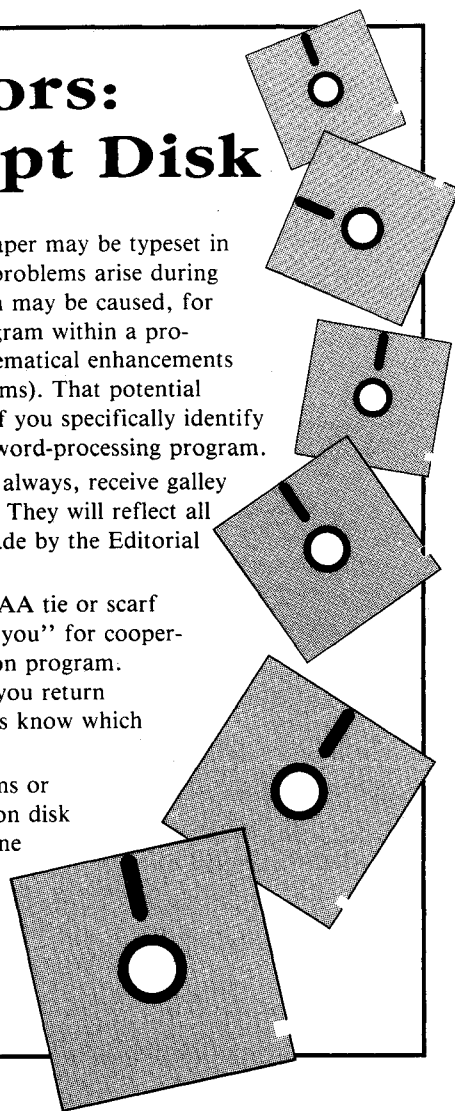 ors:
pt Disk
aper may be typeset in
problems arise during
may be caused, for
gram within a pro-
ematical enhancements
ms). That potential
f you specifically identify
word-processing program.
always, receive galley
They will reflect all
de by the Editorial
AA tie or scarf
you” for cooper-
on program.
you return
s know which
ns or
on disk
ne